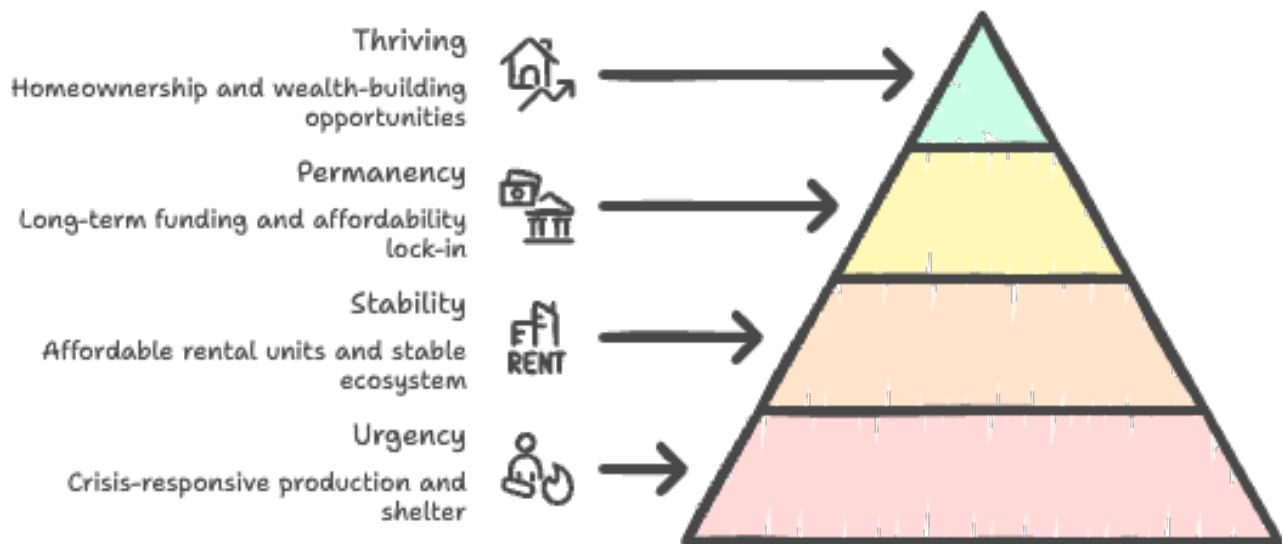 Thriving
Homeownership and wealth-building
opportunities
Permanency
Long-term funding and affordability
lock-in
Stability
Affordable rental units and stable
ecosystem
RENT
Urgency
Crisis-responsive production and
shelter